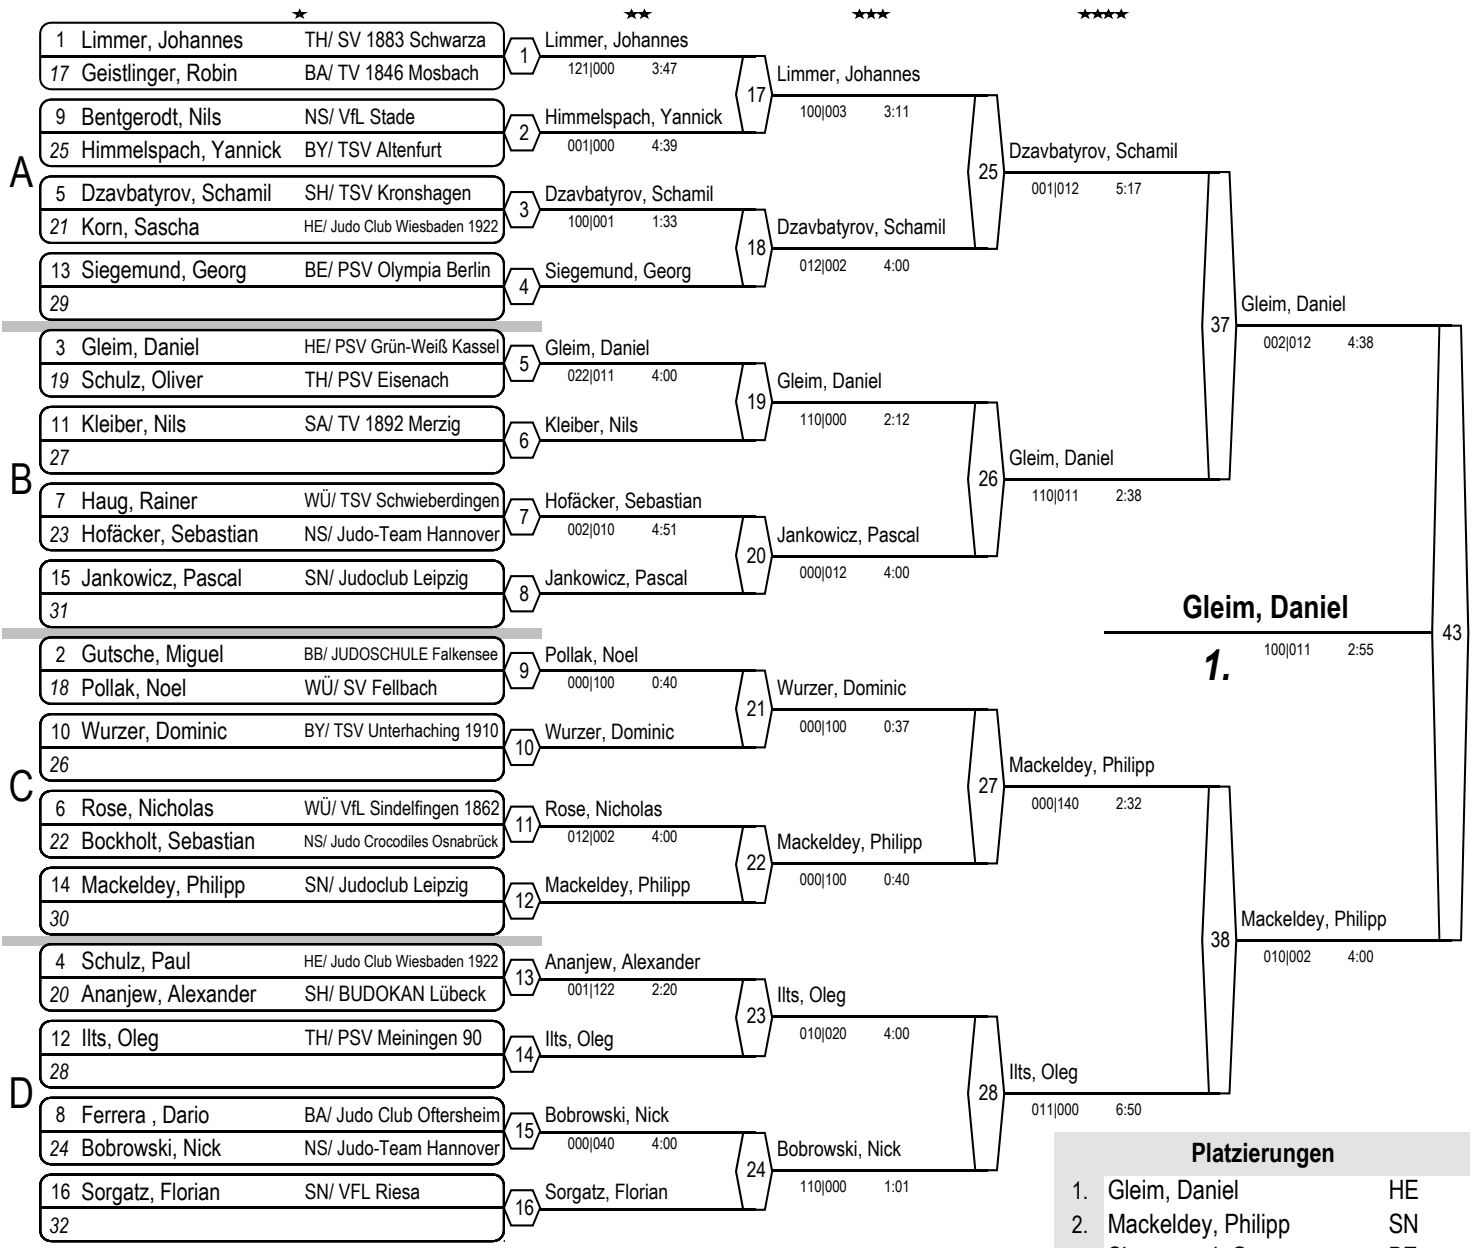 1 Limmer, Johannes TH/ SV 1883 Schwarza
17 Geistlinger, Robin BA/ TV 1846 Mosbach
9 Bentgerodt, Nils NS/ VfL Stade
25 Himmelspach, Yannick BY/ TSV Altenfurt
A
5 Dzavbatyrov, Schamil SH/ TSV Kronshagen
21 Korn, Sascha HE/ Judo Club Wiesbaden 1922
13 Siegemund, Georg BE/ PSV Olympia Berlin
29
3 Gleim, Daniel HE/ PSV Grün-Weiß Kassel
19 Schulz, Oliver TH/ PSV Eisenach
11 Kleiber, Nils SA/ TV 1892 Merzig
27
B
7 Haug, Rainer WÜ/ TSV Schwieberdingen
23 Hofäcker, Sebastian NS/ Judo-Team Hannover
15 Jankowicz, Pascal SN/ Judoclub Leipzig
31
2 Gutsche, Miguel BB/ JUDOSCHULE Falkensee
18 Pollak, Noel WÜ/ SV Fellbach
10 Wurzer, Dominic BY/ TSV Unterhaching 1910
26
C
6 Rose, Nicholas WÜ/ VfL Sindelfingen 1862
22 Bockholt, Sebastian NS/ Judo Crocodiles Osnabrück
14 Mackeldey, Philipp SN/ Judoclub Leipzig
30
4 Schulz, Paul HE/ Judo Club Wiesbaden 1922
20 Ananjew, Alexander SH/ BUDOKAN Lübeck
12 Ilts, Oleg TH/ PSV Meiningen 90
28
D
8 Ferrera , Dario BA/ Judo Club Oftersheim
24 Bobrowski, Nick NS/ Judo-Team Hannover
16 Sorgatz, Florian SN/ VFL Riesa
32
1 Limmer, Johannes
121|000 3:47
2 Himmelspach, Yannick
001|000 4:39
3 Dzavbatyrov, Schamil
100|001 1:33
4 Siegemund, Georg
5 Gleim, Daniel
022|011 4:00
6 Kleiber, Nils
7 Hofäcker, Sebastian
002|010 4:51
8 Jankowicz, Pascal
9 Pollak, Noel
000|100 0:40
10 Wurzer, Dominic
11 Rose, Nicholas
012|002 4:00
12 Mackeldey, Philipp
13 Ananjew, Alexander
001|122 2:20
14 Ilts, Oleg
15 Bobrowski, Nick
000|040 4:00
16 Sorgatz, Florian
17 Limmer, Johannes
100|003 3:11
18 Dzavbatyrov, Schamil
012|002 4:00
19 Gleim, Daniel
110|000 2:12
20 Jankowicz, Pascal
000|012 4:00
21 Wurzer, Dominic
000|100 0:37
22 Mackeldey, Philipp
000|100 0:40
23 Ilts, Oleg
010|020 4:00
24 Bobrowski, Nick
110|000 1:01
25 Dzavbatyrov, Schamil
001|012 5:17
26 Gleim, Daniel
110|011 2:38
27 Mackeldey, Philipp
000|140 2:32
28 Ilts, Oleg
011|000 6:50
37 Gleim, Daniel
002|012 4:38
38 Mackeldey, Philipp
010|002 4:00
Gleim, Daniel
43
1. 100|011 2:55
Platzierungen
1. Gleim, Daniel HE
2. Mackeldey, Philipp SN